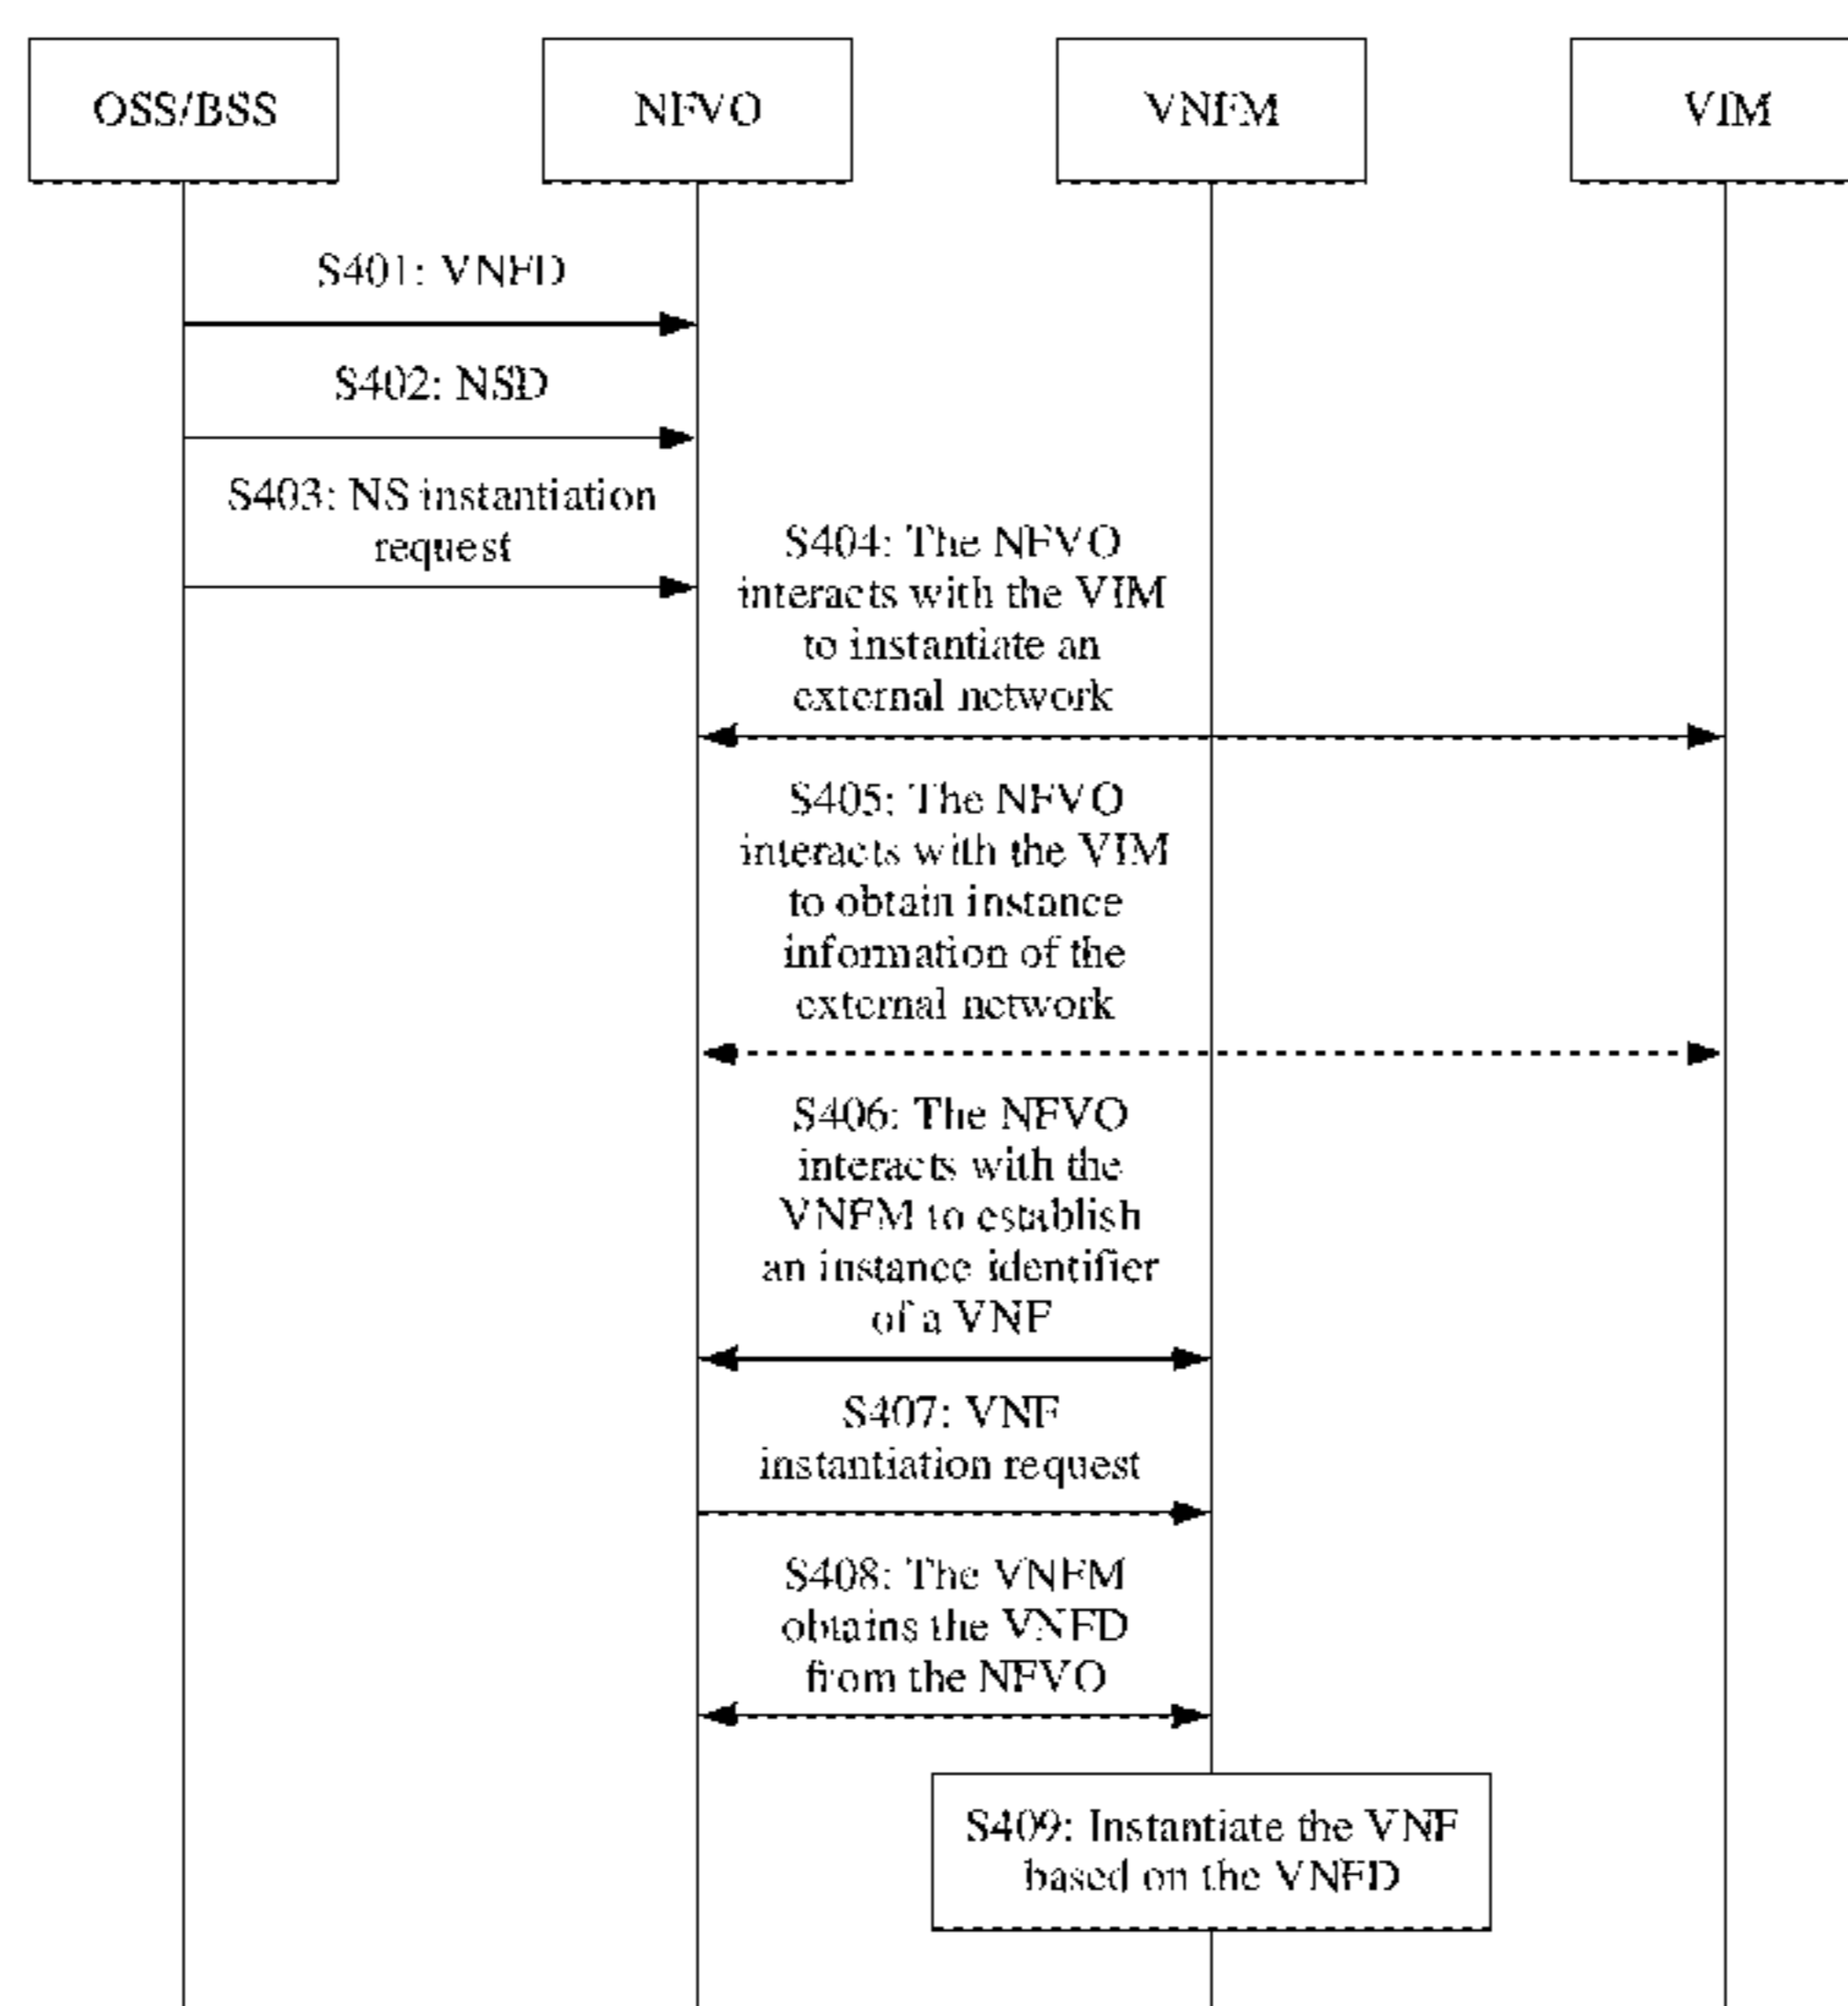 OSS/BSS
NFVO
VNFM
VIM
S401: VNFD
S402: NSD
S403: NS instantiation
request
S404: The NFVO
interacts with the VIM
to instantiate an
external network
S405: The NFVO
interacts with the VIM
to obtain instance
information of the
external network
S406: The NFVO
interacts with the
VNFM to establish
an instance identifier
of a VNF
S407: VNF
instantiation request
S408: The VNFM
obtains the VNFD
from the NFVO
S409: Instantiate the VNF
based on the VNFD